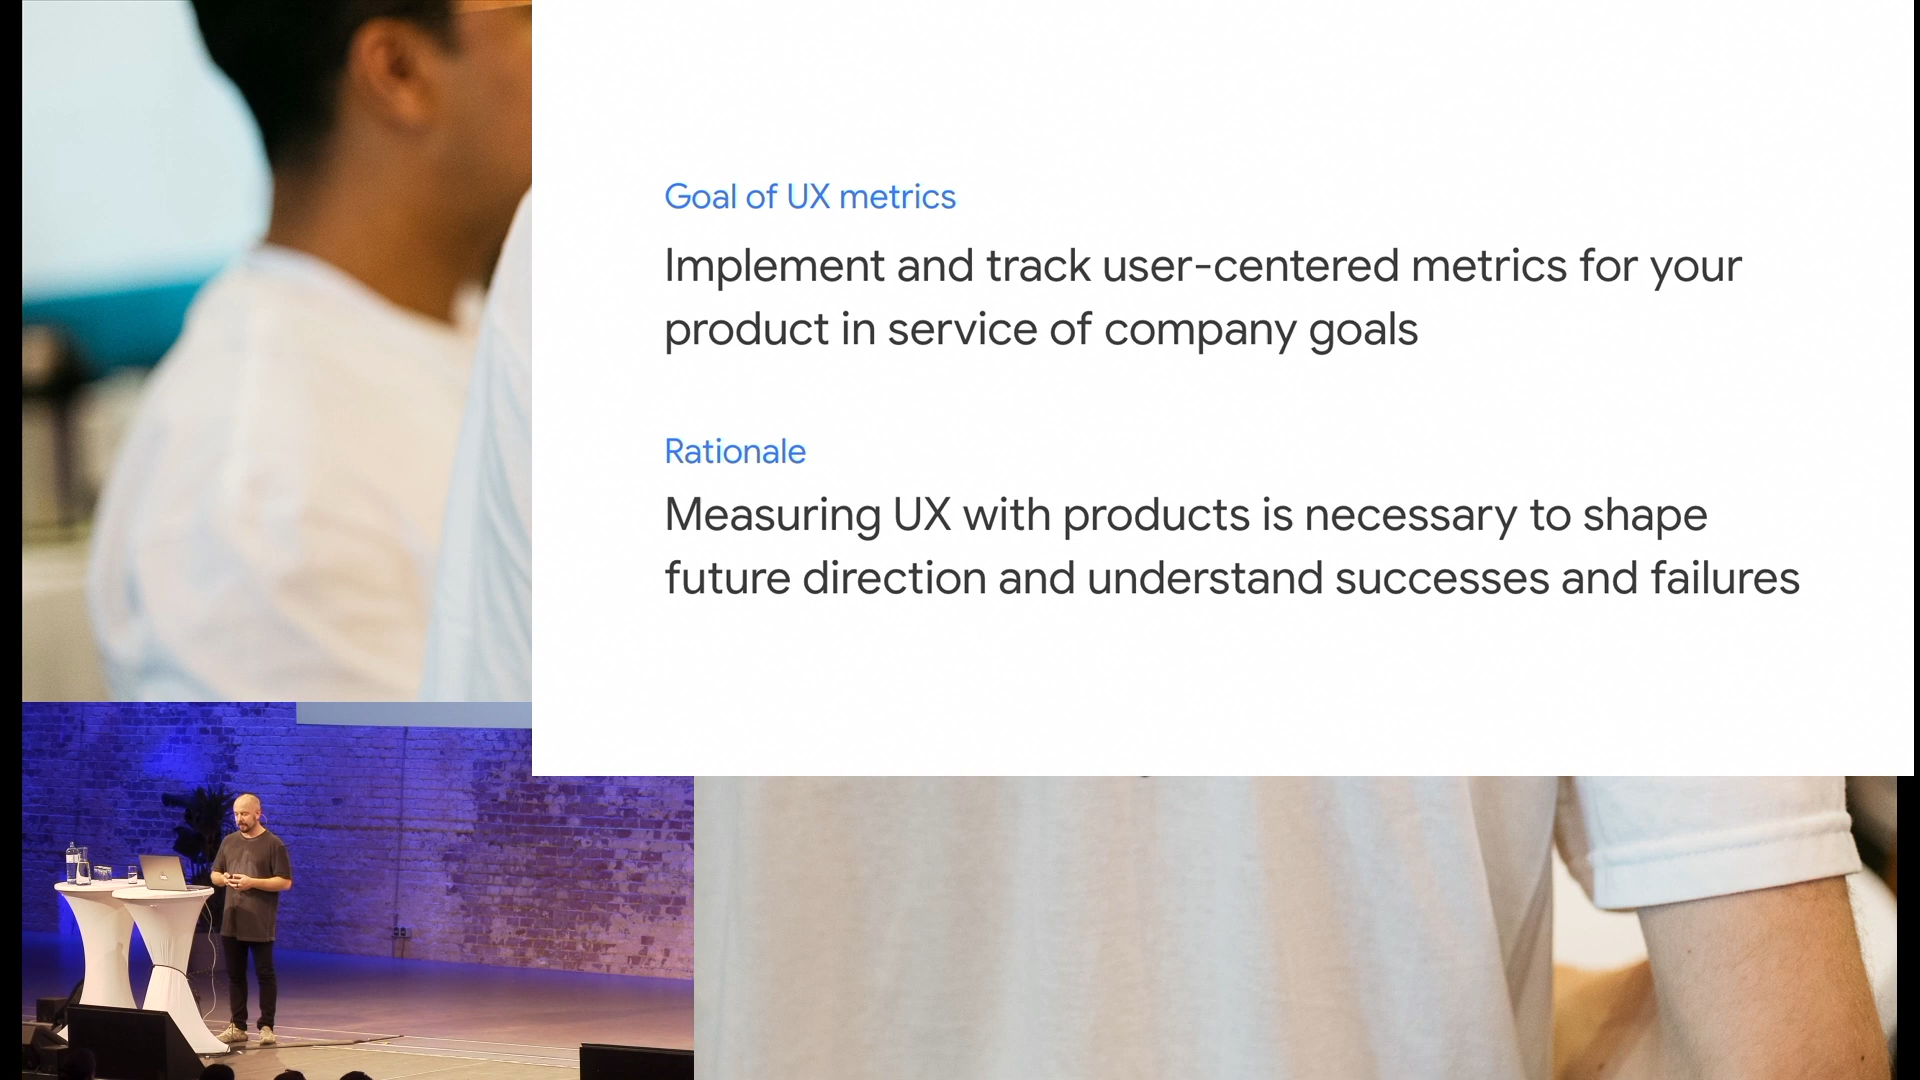 Goal of UX metrics
Implement and track user-centered metrics for your
product in service of company goals
Rationale
Measuring UX with products is necessary to shape
future direction and understand successes and failures